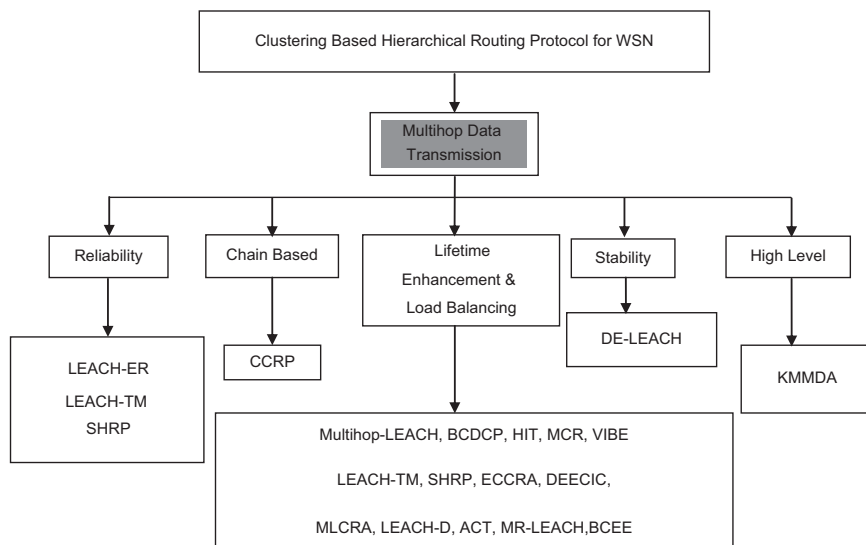 Clustering Based Hierarchical Routing Protocol for WSN
Multihop Data
Transmission
Reliability
Chain Based
Lifetime
Enhancement &
Load Balancing
Stability
High Level
LEACH-ER
LEACH-TM
SHRP
CCRP
DE-LEACH
KMMDA
Multihop-LEACH, BCDCP, HIT, MCR, VIBE
LEACH-TM, SHRP, ECCRA, DEECIC,
MLCRA, LEACH-D, ACT, MR-LEACH,BCEE